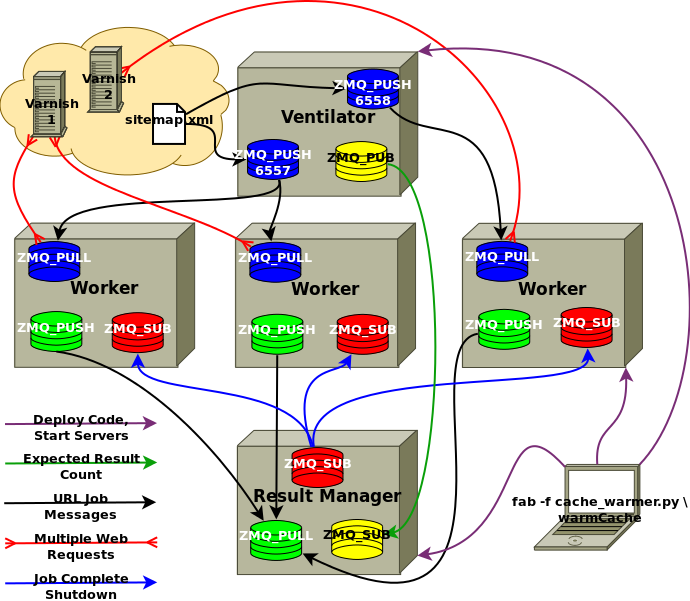 Varnish
1
Varnish
2
sitemap.xml
ZMQ_PUSH
6558
Ventilator
ZMQ_PUSH
6557
ZMQ_PUB
ZMQ_PULL
Worker
ZMQ_PUSH
ZMQ_SUB
ZMQ_PULL
Worker
ZMQ_PUSH
ZMQ_SUB
ZMQ_PULL
Worker
ZMQ_PUSH
ZMQ_SUB
ZMQ_SUB
Result Manager
ZMQ_PULL
ZMQ_SUB
fab -f cache_warmer.py \
warmCache
Deploy Code,
Start Servers
Expected Result
Count
URL Job
Messages
Multiple Web
Requests
Job Complete
Shutdown